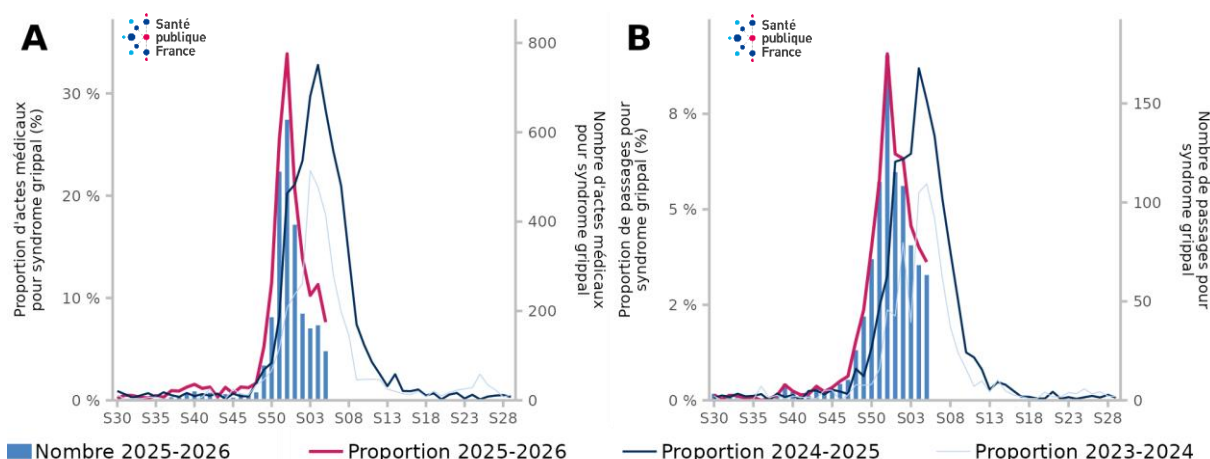 A
Santé
publique
France
Proportion d'actes médicaux
pour syndrome grippal (%)
30 %
20 %
10 %
0 %
800
600
400
200
0
Nombre d'actes médicaux
pour syndrome grippal
S30
S35
S40
S45
S50
S03
S08
S13
S18
S23
S28
B
Santé
publique
France
Proportion de passages pour
syndrome grippal (%)
8 %
5 %
2 %
0 %
150
100
50
0
Nombre de passages pour
syndrome grippal
S30
S35
S40
S45
S50
S03
S08
S13
S18
S23
S28
Nombre 2025-2026
Proportion 2025-2026
Proportion 2024-2025
Proportion 2023-2024